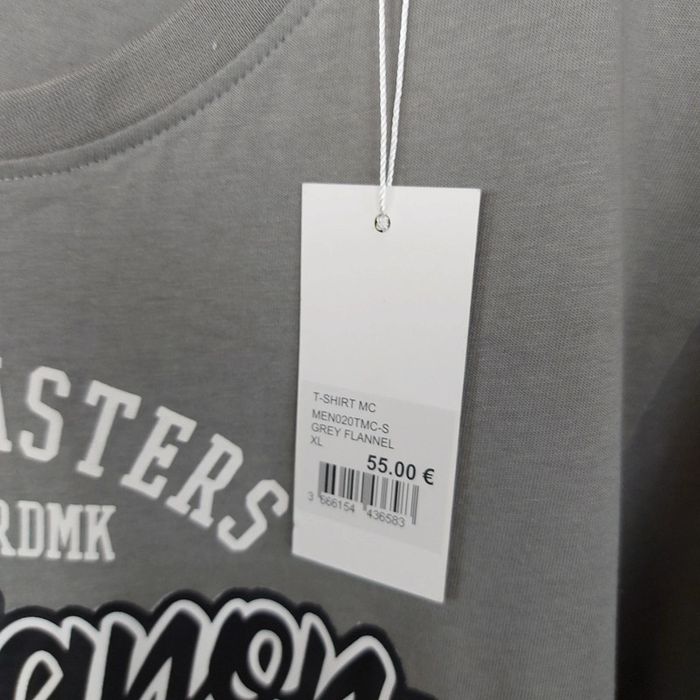 T-SHIRT MC
MEN020TMC-S
GREY FLANNEL
XL
55.00 €
3 666154 436583
ASTERS
RDMK